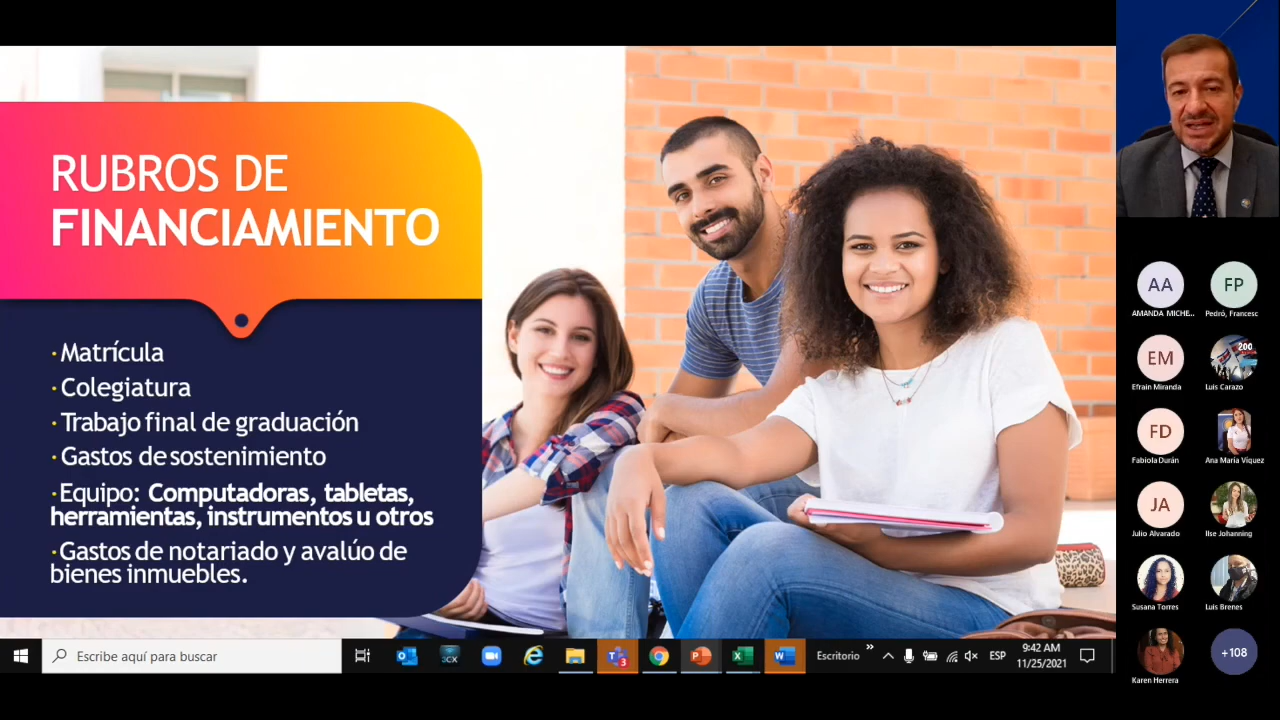 RUBROS DE
FINANCIAMIENTO
·Matrícula
·Colegiatura
·Trabajo final de graduación
·Gastos de sostenimiento
·Equipo: Computadoras, tabletas,
herramientas, instrumentos u otros
·Gastos de notariado y avalúo de
bienes inmuebles.
AA
FP
AMANDA MICHE...
Pedró, Francesc
EM
200
Efrain Miranda
Luis Carazo
FD
Fabiola Durán
Ana María Víquez
JA
Julio Alvarado
Ilse Johanning
Susana Torres
Luis Brenes
+108
Karen Herrera
Escribe aquí para buscar
3CX
3
Escritorio
»
ESP
9:42 AM
11/25/2021